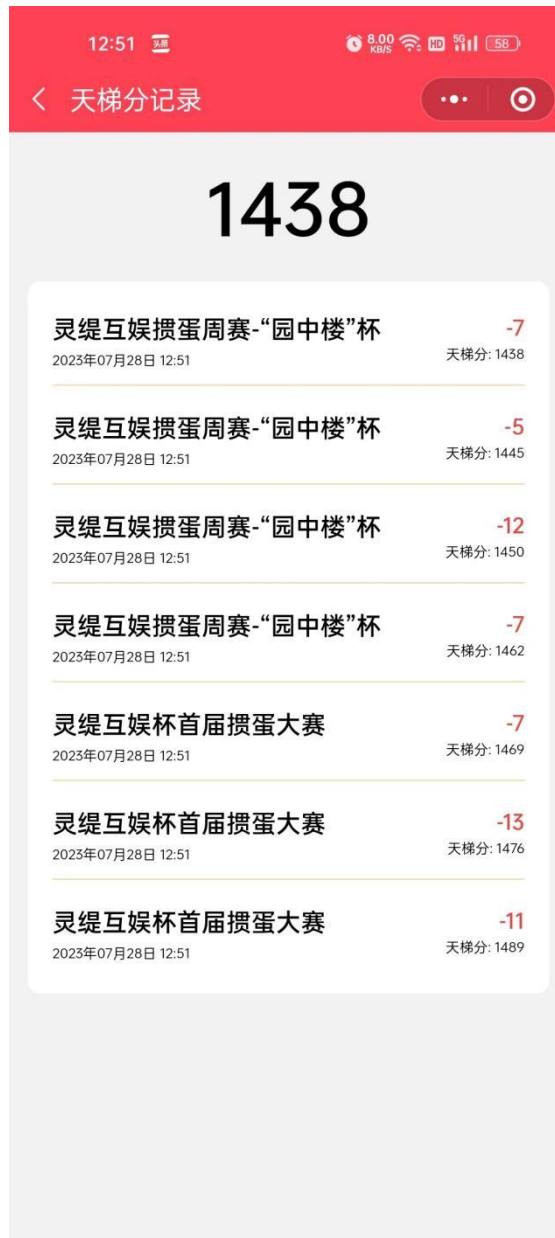 12:51 头条 8.00 KB/S HD 5G 58
天梯分记录
1438
灵缇互娱掼蛋周赛-“园中楼”杯 -7
2023年07月28日 12:51 天梯分: 1438
灵缇互娱掼蛋周赛-“园中楼”杯 -5
2023年07月28日 12:51 天梯分: 1445
灵缇互娱掼蛋周赛-“园中楼”杯 -12
2023年07月28日 12:51 天梯分: 1450
灵缇互娱掼蛋周赛-“园中楼”杯 -7
2023年07月28日 12:51 天梯分: 1462
灵缇互娱杯首届掼蛋大赛 -7
2023年07月28日 12:51 天梯分: 1469
灵缇互娱杯首届掼蛋大赛 -13
2023年07月28日 12:51 天梯分: 1476
灵缇互娱杯首届掼蛋大赛 -11
2023年07月28日 12:51 天梯分: 1489